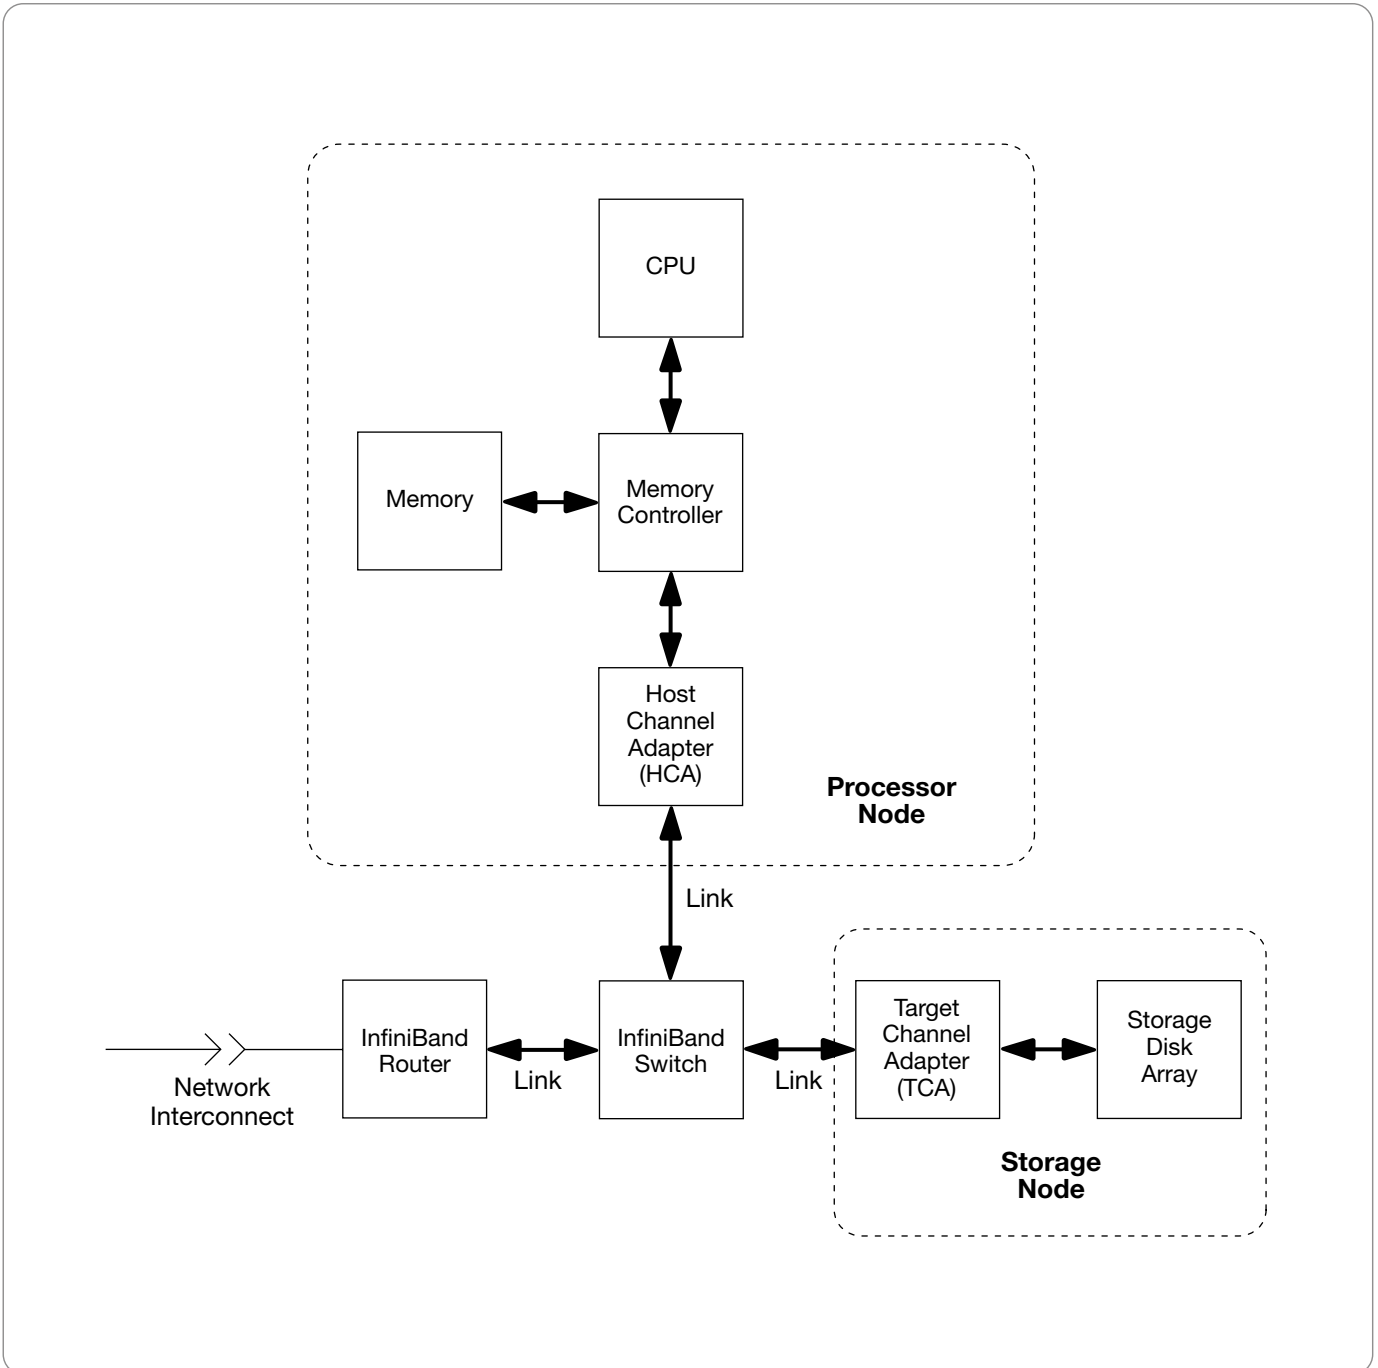 CPU
Memory
Memory
Controller
Host
Channel
Adapter
(HCA)
Processor
Node
Link
InfiniBand
Router
Link
InfiniBand
Switch
Link
Target
Channel
Adapter
(TCA)
Storage
Disk
Array
Network
Interconnect
Storage
Node